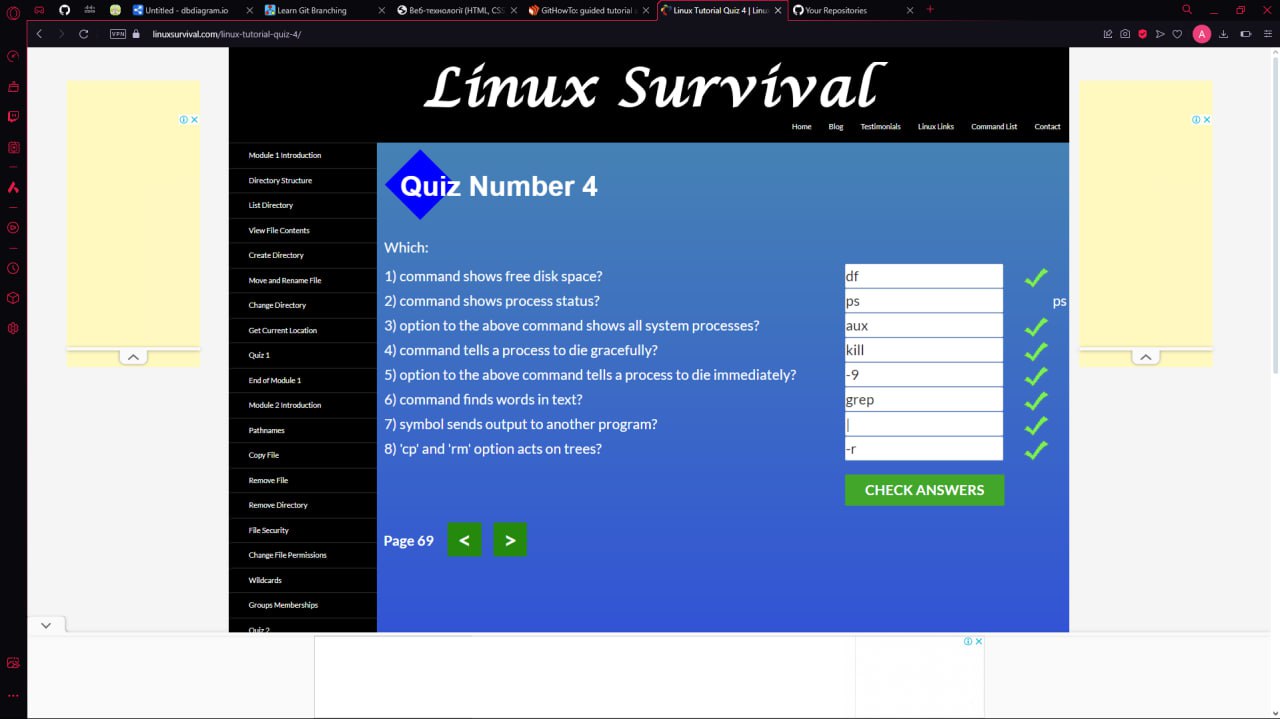 Untitled - dbdiagram.io
Learn Git Branching
Веб-технології (HTML, CSS
GitHowTo: guided tutorial
Linux Tutorial Quiz 4 | Linu
Your Repositories
VPN
linuxsurvival.com/linux-tutorial-quiz-4/
A
Linux Survival
Home Blog Testimonials Linux Links Command List Contact
Module 1 Introduction
Directory Structure
List Directory
View File Contents
Create Directory
Move and Rename File
Change Directory
Get Current Location
Quiz 1
End of Module 1
Module 2 Introduction
Pathnames
Copy File
Remove File
Remove Directory
File Security
Change File Permissions
Wildcards
Groups Memberships
Quiz 2
Quiz Number 4
Which:
1) command shows free disk space? df
2) command shows process status? ps ps
3) option to the above command shows all system processes? aux
4) command tells a process to die gracefully? kill
5) option to the above command tells a process to die immediately? -9
6) command finds words in text? grep
7) symbol sends output to another program? |
8) 'cp' and 'rm' option acts on trees? -r
CHECK ANSWERS
Page 69 < >